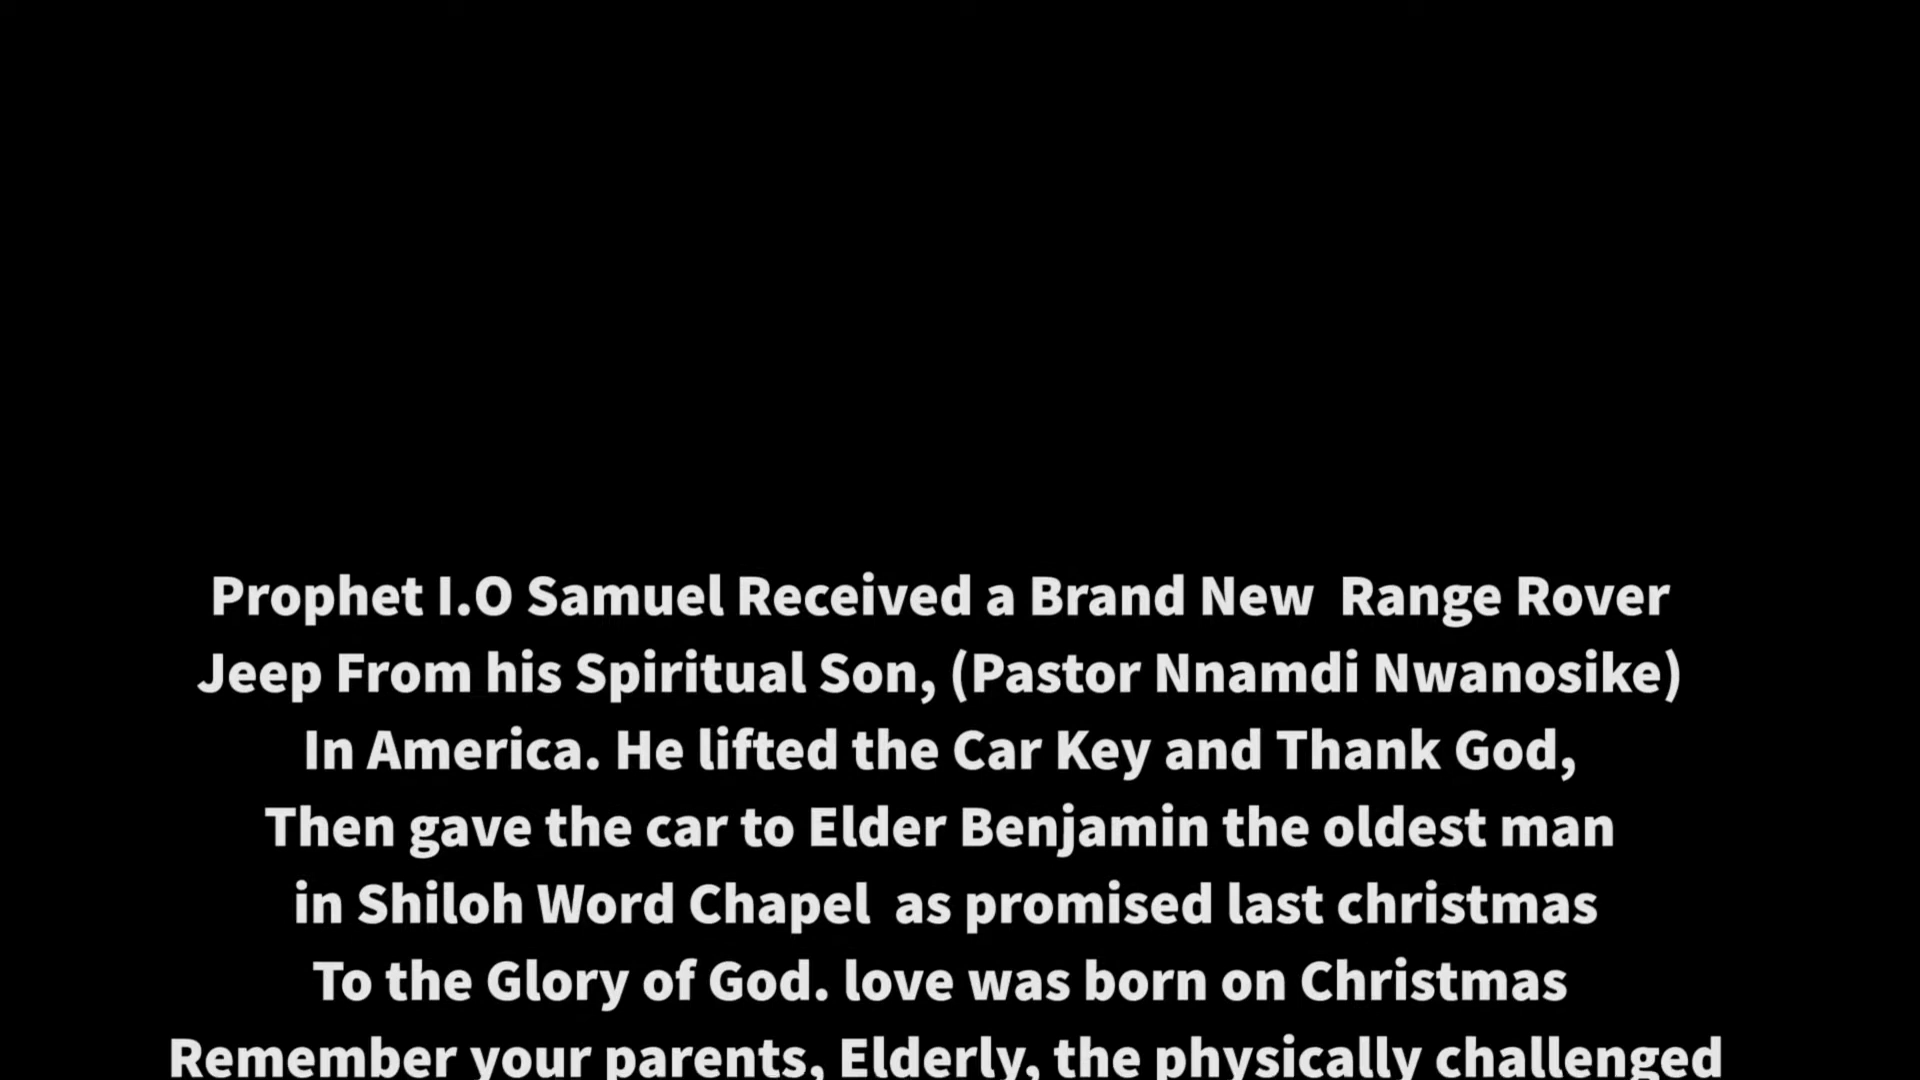 Prophet I.O Samuel Received a Brand New  Range Rover
Jeep From his Spiritual Son, (Pastor Nnamdi Nwanosike)
In America. He lifted the Car Key and Thank God,
Then gave the car to Elder Benjamin the oldest man
in Shiloh Word Chapel  as promised last christmas
To the Glory of God. love was born on Christmas
Remember your parents, Elderly, the physically challenged